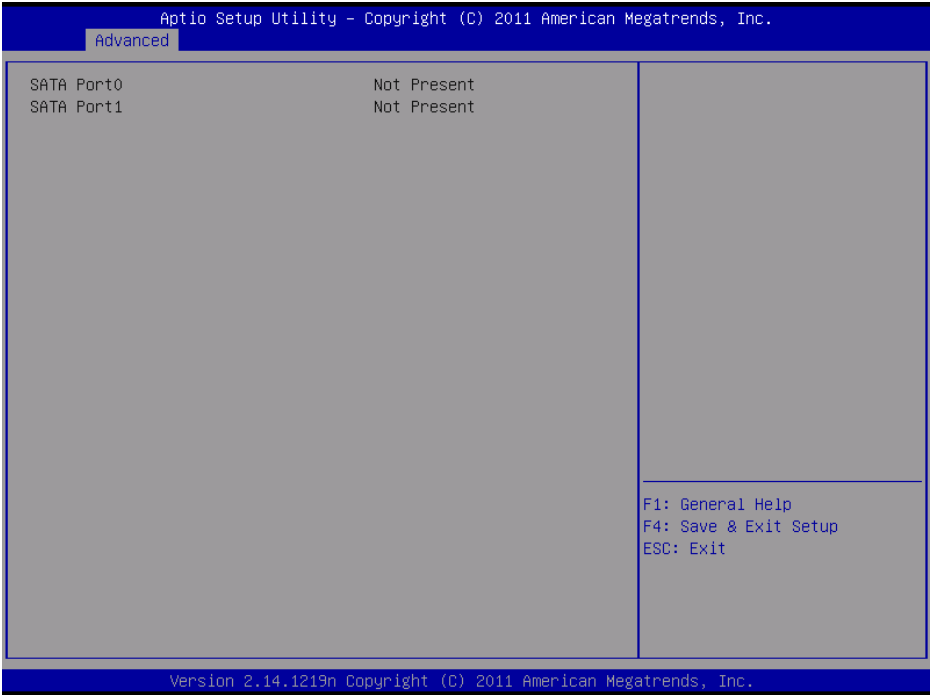 Aptio Setup Utility – Copyright (C) 2011 American Megatrends, Inc.
Advanced
SATA Port0 Not Present
SATA Port1 Not Present
F1: General Help
F4: Save & Exit Setup
ESC: Exit
Version 2.14.1219n Copyright (C) 2011 American Megatrends, Inc.